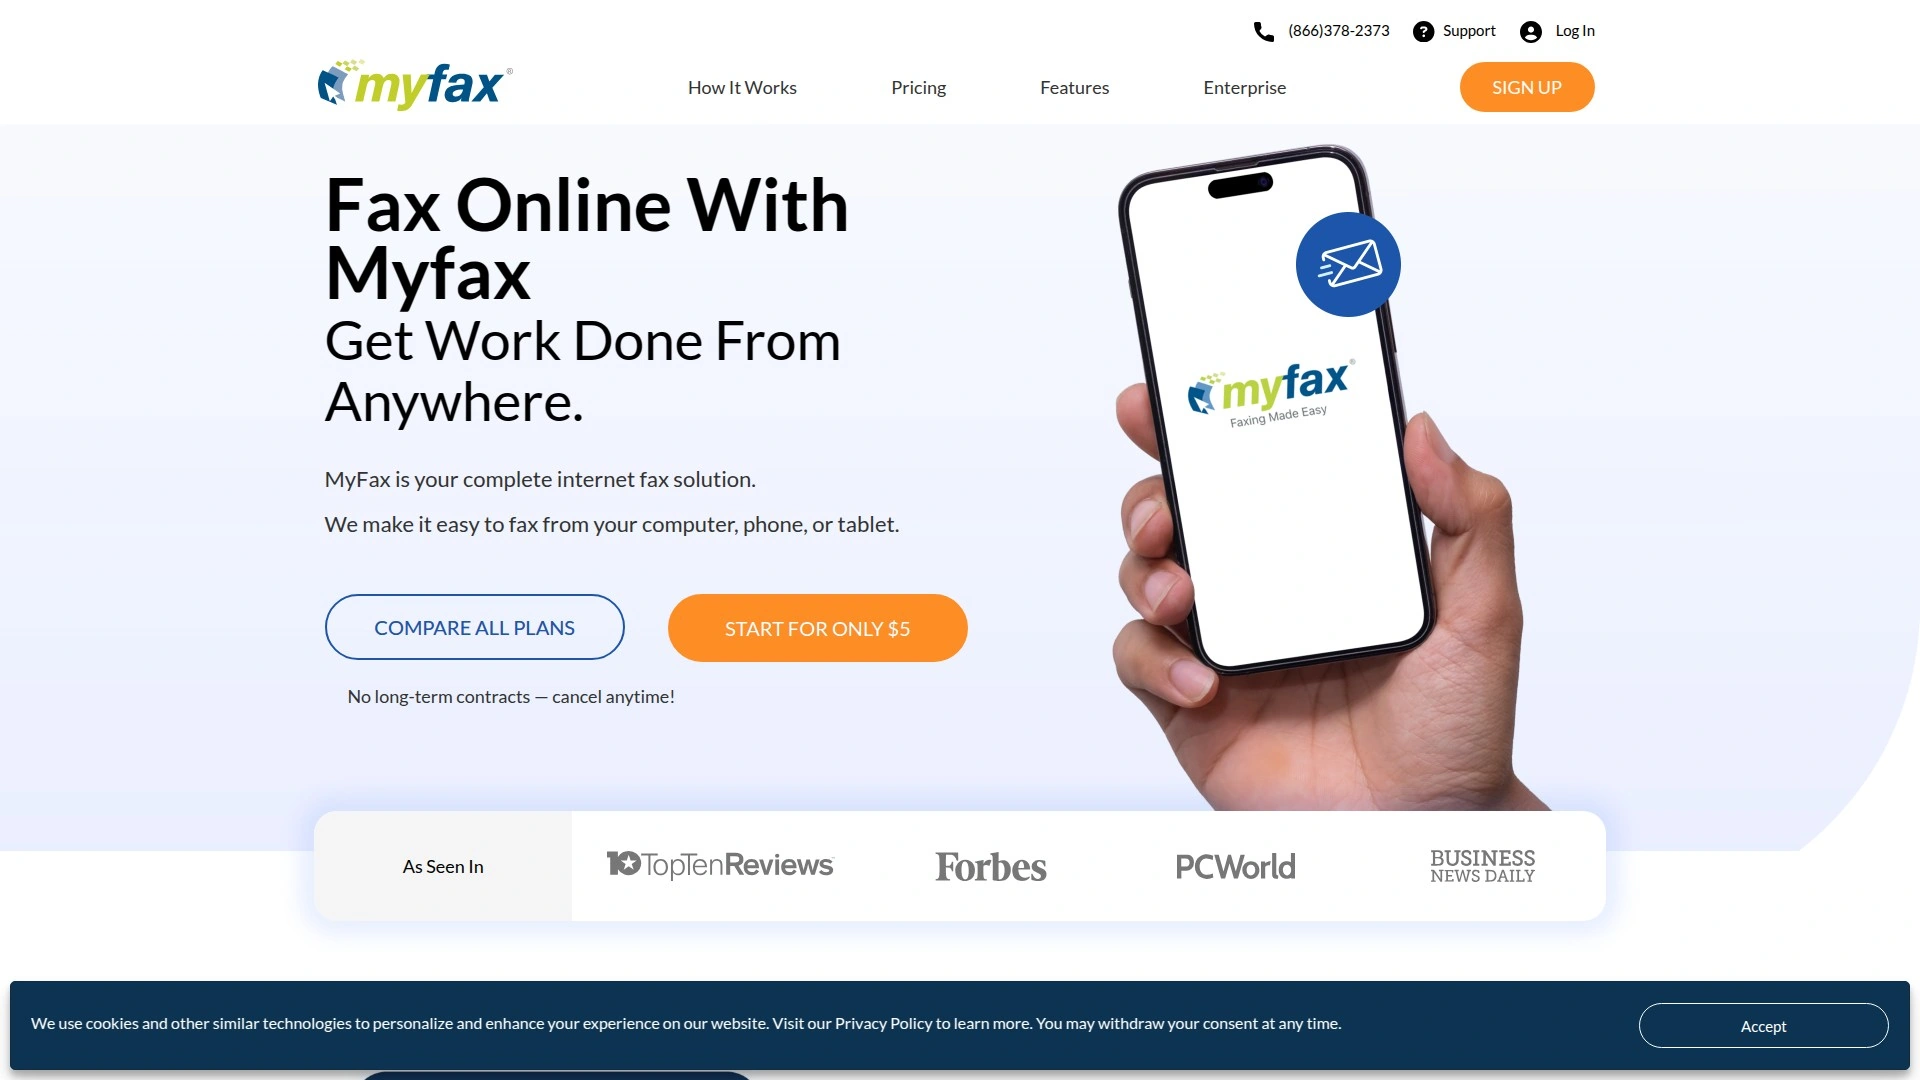 (866)378-2373 Support Log In
myfax®
How It Works Pricing Features Enterprise SIGN UP
Fax Online With
Myfax
Get Work Done From
Anywhere.
MyFax is your complete internet fax solution.
We make it easy to fax from your computer, phone, or tablet.
COMPARE ALL PLANS START FOR ONLY $5
No long-term contracts — cancel anytime!
myfax®
Faxing Made Easy
As Seen In 10TopTenReviews Forbes PCWorld BUSINESS
NEWS DAILY
We use cookies and other similar technologies to personalize and enhance your experience on our website. Visit our Privacy Policy to learn more. You may withdraw your consent at any time. Accept